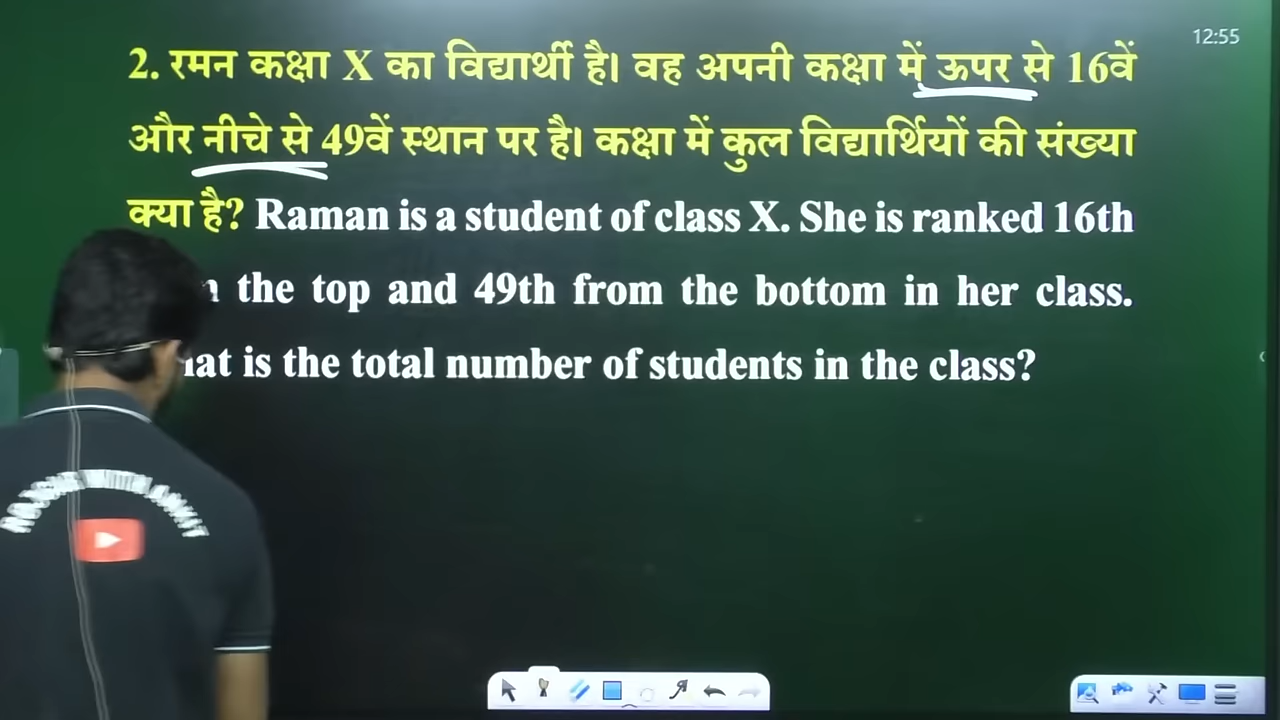 12:55
2. रमन कक्षा X का विद्यार्थी है। वह अपनी कक्षा में ऊपर से 16वें
और नीचे से 49वें स्थान पर है। कक्षा में कुल विद्यार्थियों की संख्या
क्या है? Raman is a student of class X. She is ranked 16th
the top and 49th from the bottom in her class.
is the total number of students in the class?